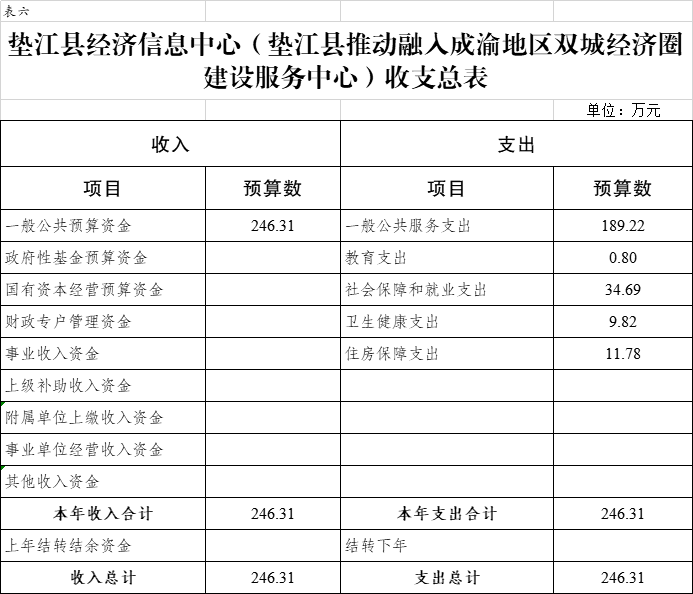 表六
垫江县经济信息中心（垫江县推动融入成渝地区双城经济圈
建设服务中心）收支总表
单位：万元
收入 支出
项目 预算数 项目 预算数
一般公共预算资金 246.31 一般公共服务支出 189.22
政府性基金预算资金 教育支出 0.80
国有资本经营预算资金 社会保障和就业支出 34.69
财政专户管理资金 卫生健康支出 9.82
事业收入资金 住房保障支出 11.78
上级补助收入资金
附属单位上缴收入资金
事业单位经营收入资金
其他收入资金
本年收入合计 246.31 本年支出合计 246.31
上年结转结余资金 结转下年
收入总计 246.31 支出总计 246.31